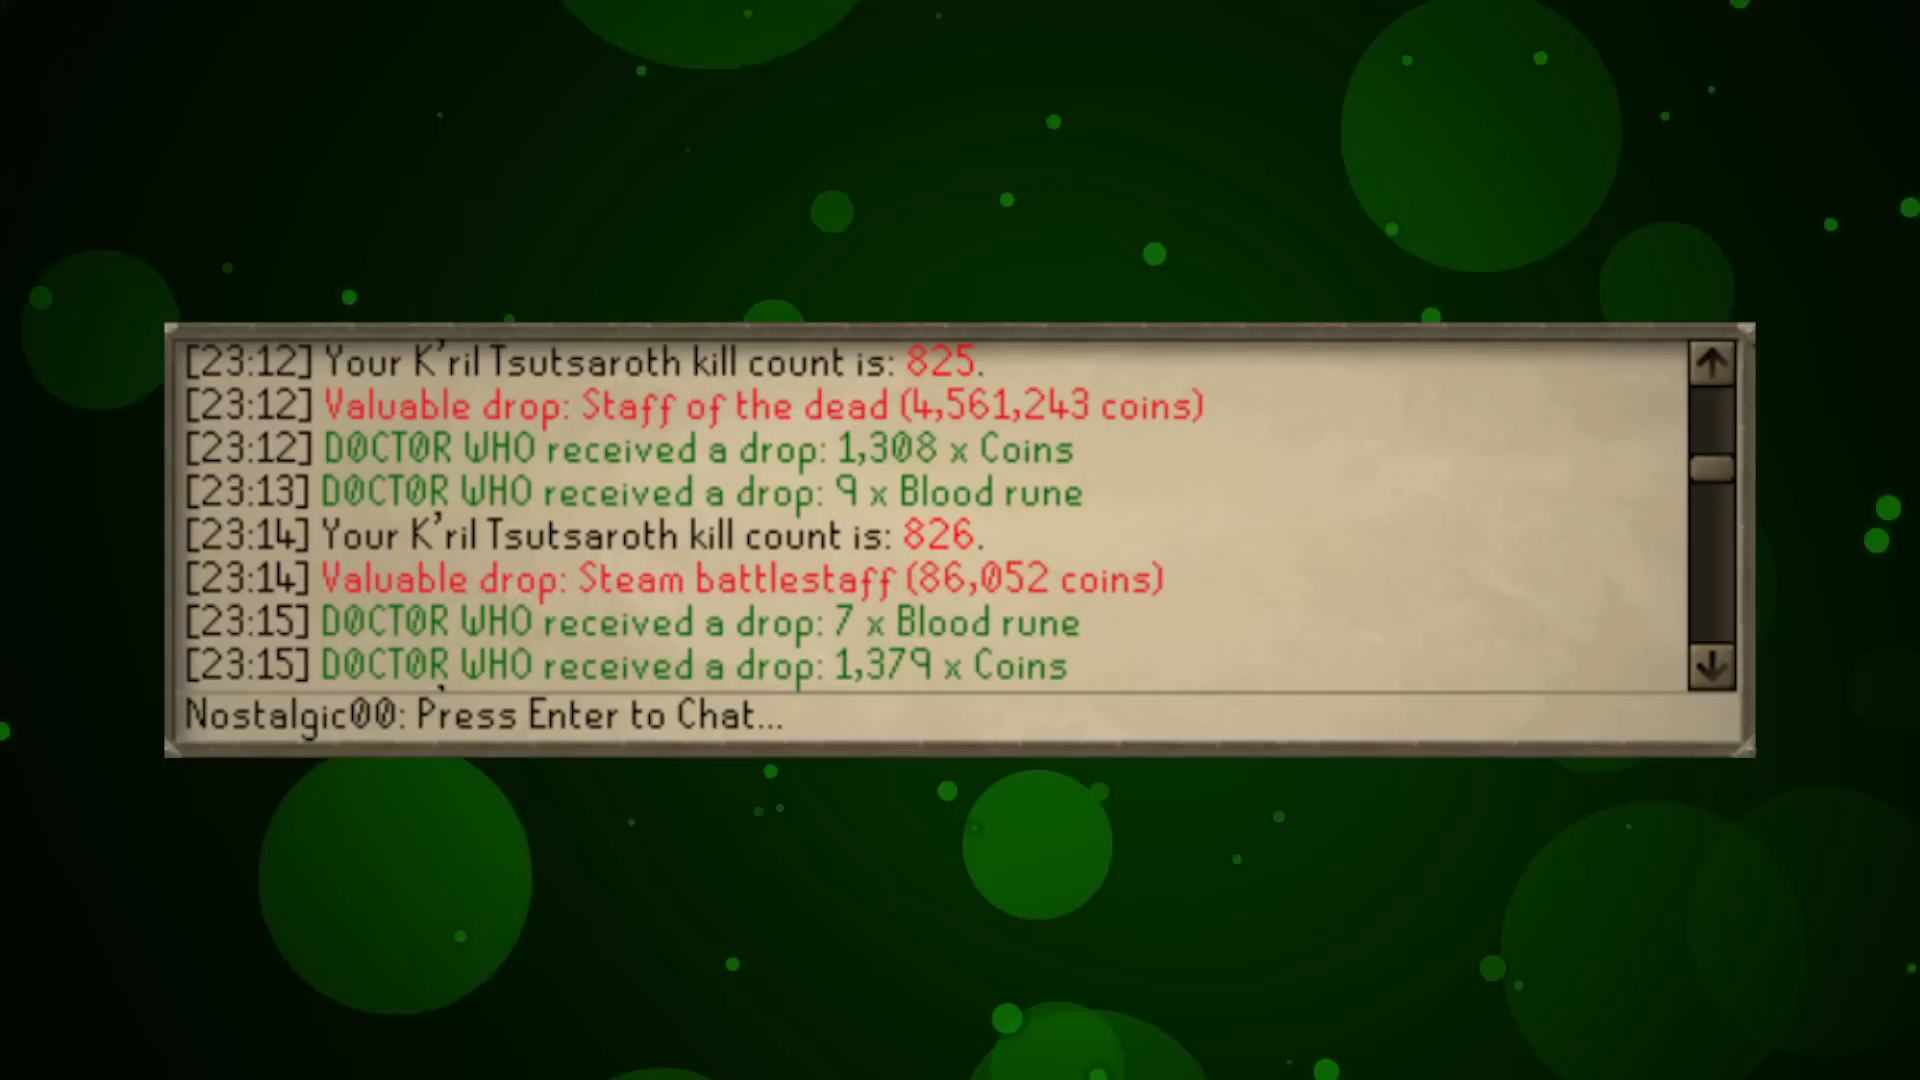 [23:12] Your K'ril Tsutsaroth kill count is: 825.
[23:12] Valuable drop: Staff of the dead (4,561,243 coins)
[23:12] D0CT0R WHO received a drop: 1,308 x Coins
[23:13] D0CT0R WHO received a drop: 9 x Blood rune
[23:14] Your K'ril Tsutsaroth kill count is: 826.
[23:14] Valuable drop: Steam battlestaff (86,052 coins)
[23:15] D0CT0R WHO received a drop: 7 x Blood rune
[23:15] D0CT0R WHO received a drop: 1,379 x Coins
Nostalgic00: Press Enter to Chat...